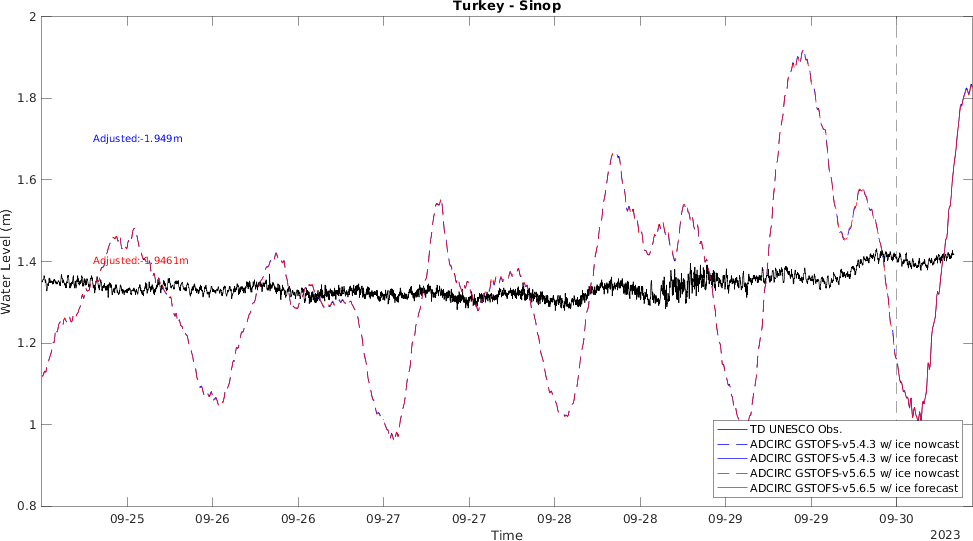 Turkey - Sinop
2
1.8
1.6
1.4
1.2
1
0.8
Water Level (m)
Adjusted:-1.949m
Adjusted:-1.9461m
TD UNESCO Obs.
ADCIRC GSTOFS-v5.4.3 w/ ice nowcast
ADCIRC GSTOFS-v5.4.3 w/ ice forecast
ADCIRC GSTOFS-v5.6.5 w/ ice nowcast
ADCIRC GSTOFS-v5.6.5 w/ ice forecast
09-25 09-26 09-26 09-27 09-27 09-28 09-28 09-29 09-29 09-30
Time
2023